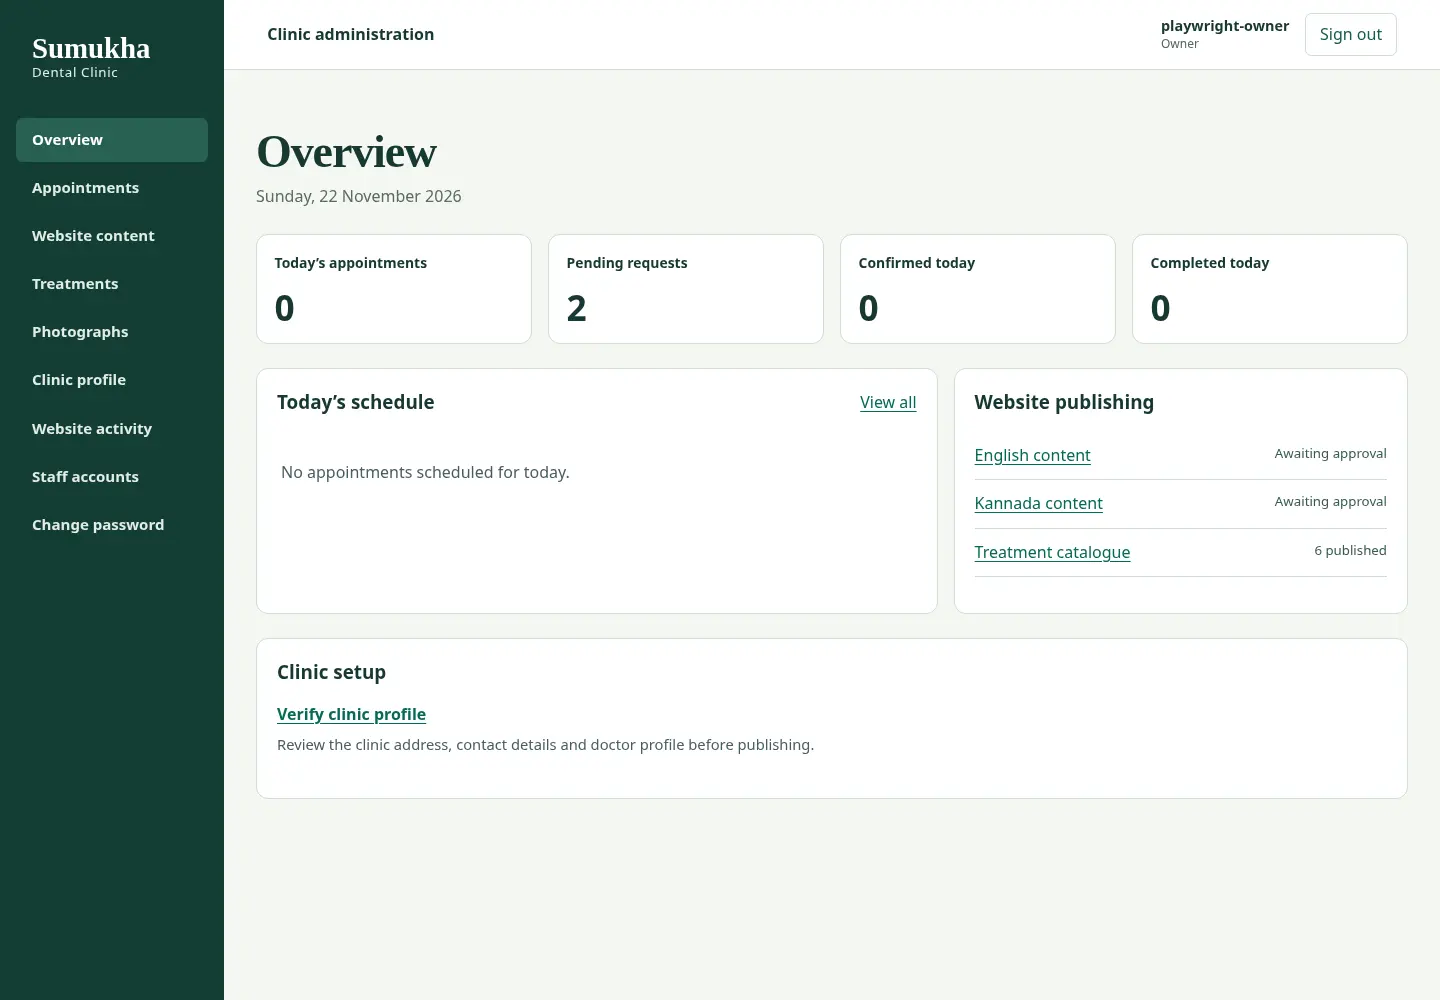 Sumukha
Dental Clinic
Overview
Appointments
Website content
Treatments
Photographs
Clinic profile
Website activity
Staff accounts
Change password
Clinic administration
playwright-owner
Owner
Sign out
Overview
Sunday, 22 November 2026
Today’s appointments
0
Pending requests
2
Confirmed today
0
Completed today
0
Today’s schedule
View all
No appointments scheduled for today.
Website publishing
English content
Awaiting approval
Kannada content
Awaiting approval
Treatment catalogue
6 published
Clinic setup
Verify clinic profile
Review the clinic address, contact details and doctor profile before publishing.